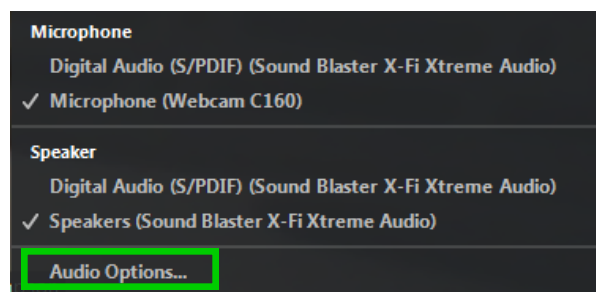 Microphone
Digital Audio (S/PDIF) (Sound Blaster X-Fi Xtreme Audio)
✓ Microphone (Webcam C160)
Speaker
Digital Audio (S/PDIF) (Sound Blaster X-Fi Xtreme Audio)
✓ Speakers (Sound Blaster X-Fi Xtreme Audio)
Audio Options...